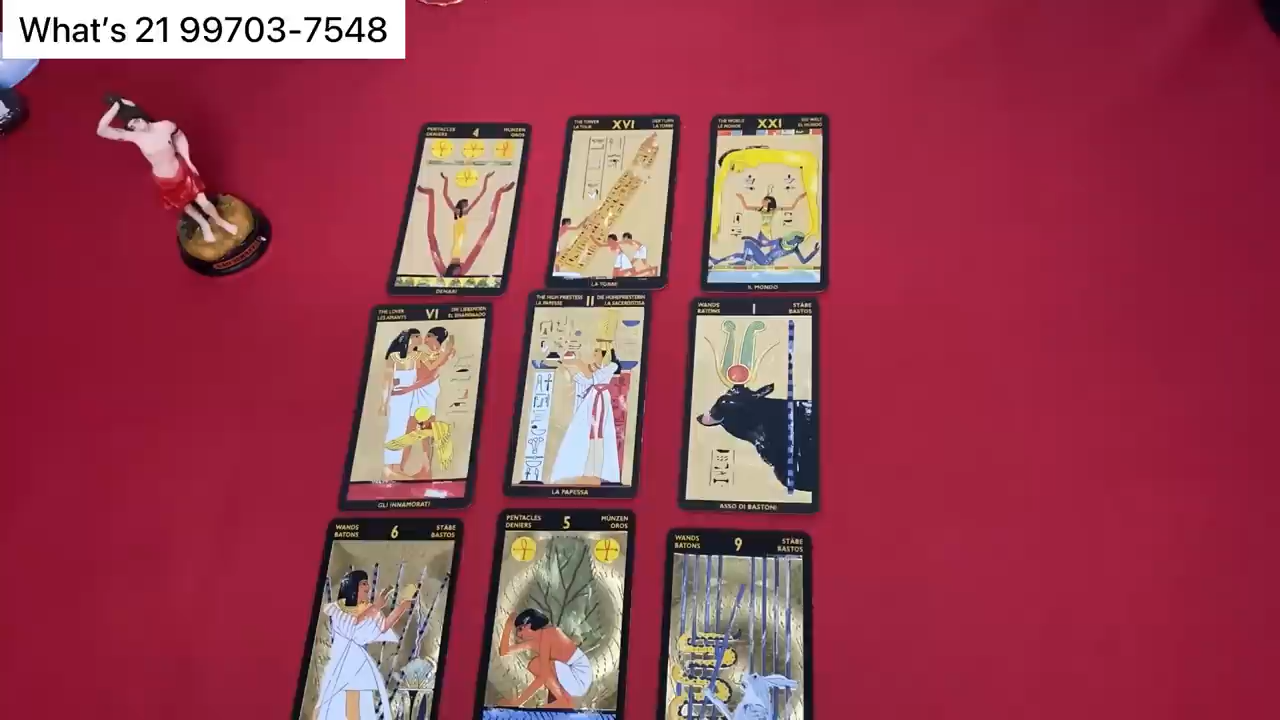 What's 21 99703-7548
PENTACLES
DENIERS
4
MÜNZEN
OROS
DENARI
THE TOWER
LA TOUR
XVI
DER TURM
LA TORRE
LA TORRE
THE WORLD
LE MONDE
XXI
DIE WELT
EL MUNDO
IL MONDO
THE LOVER
LES AMANTS
VI
DIE LIEBENDEN
EL ENAMORADO
GLI INNAMORATI
THE HIGH PRIESTESS
LA PAPESSE
II
DIE HOHEPRIESTERIN
LA SACERDOTISA
LA PAPESSA
WANDS
BATONS
I
STÄBE
BASTOS
ASSO DI BASTONI
WANDS
BATONS
6
STÄBE
BASTOS
PENTACLES
DENIERS
5
MÜNZEN
OROS
WANDS
BATONS
9
STÄBE
BASTOS